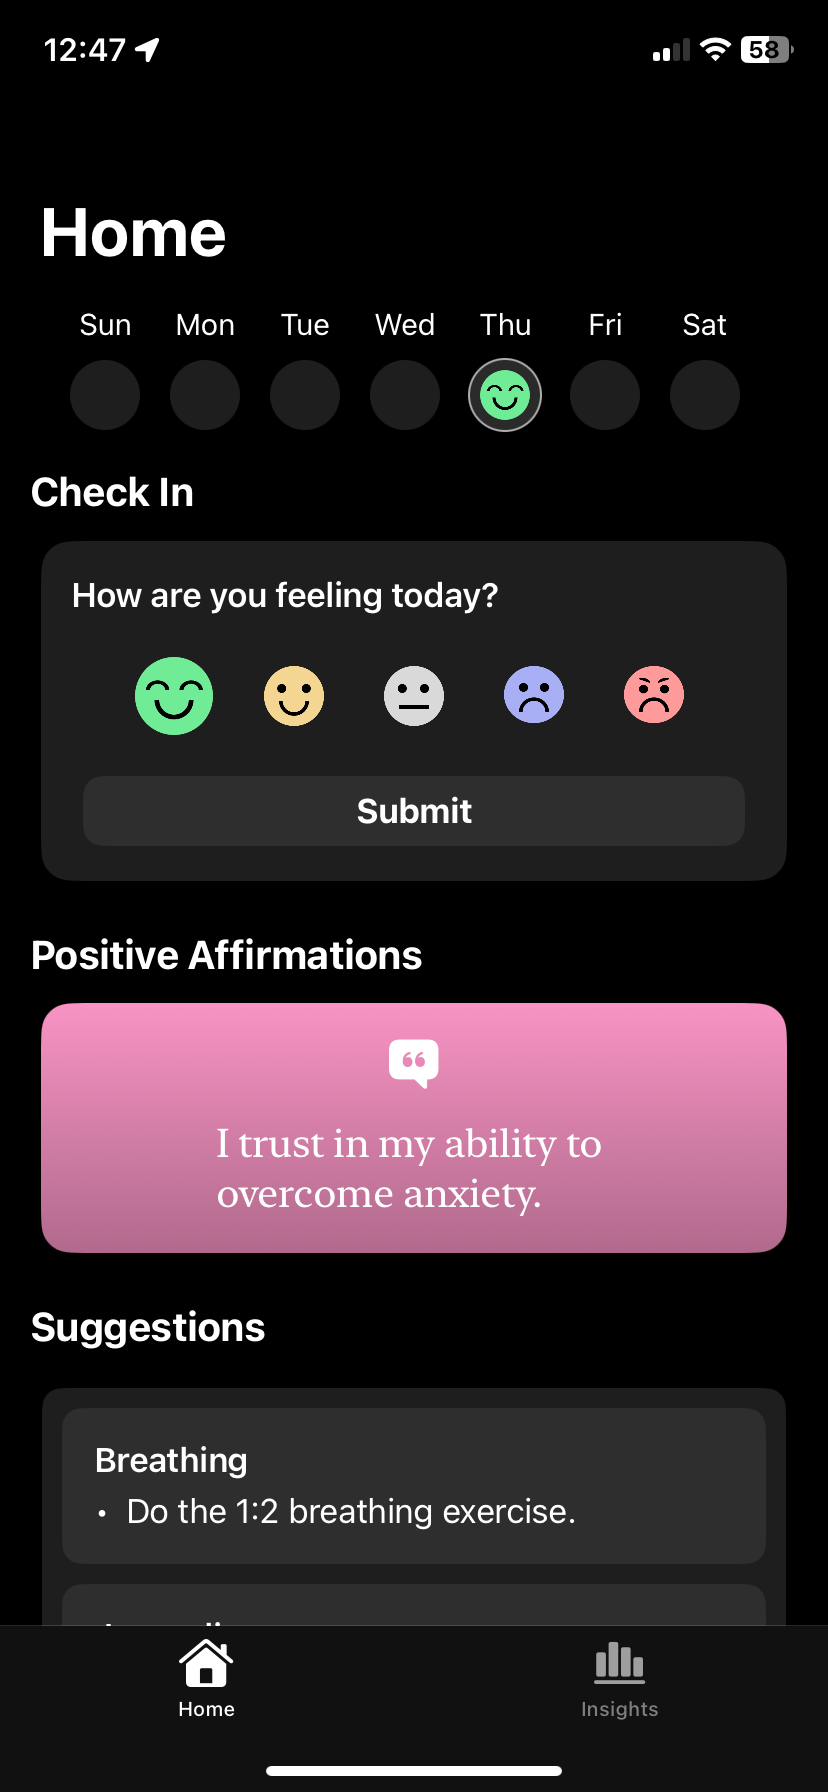 12:47
58
Home
Sun Mon Tue Wed Thu Fri Sat
Check In
How are you feeling today?
Submit
Positive Affirmations
I trust in my ability to
overcome anxiety.
Suggestions
Breathing
• Do the 1:2 breathing exercise.
Home
Insights